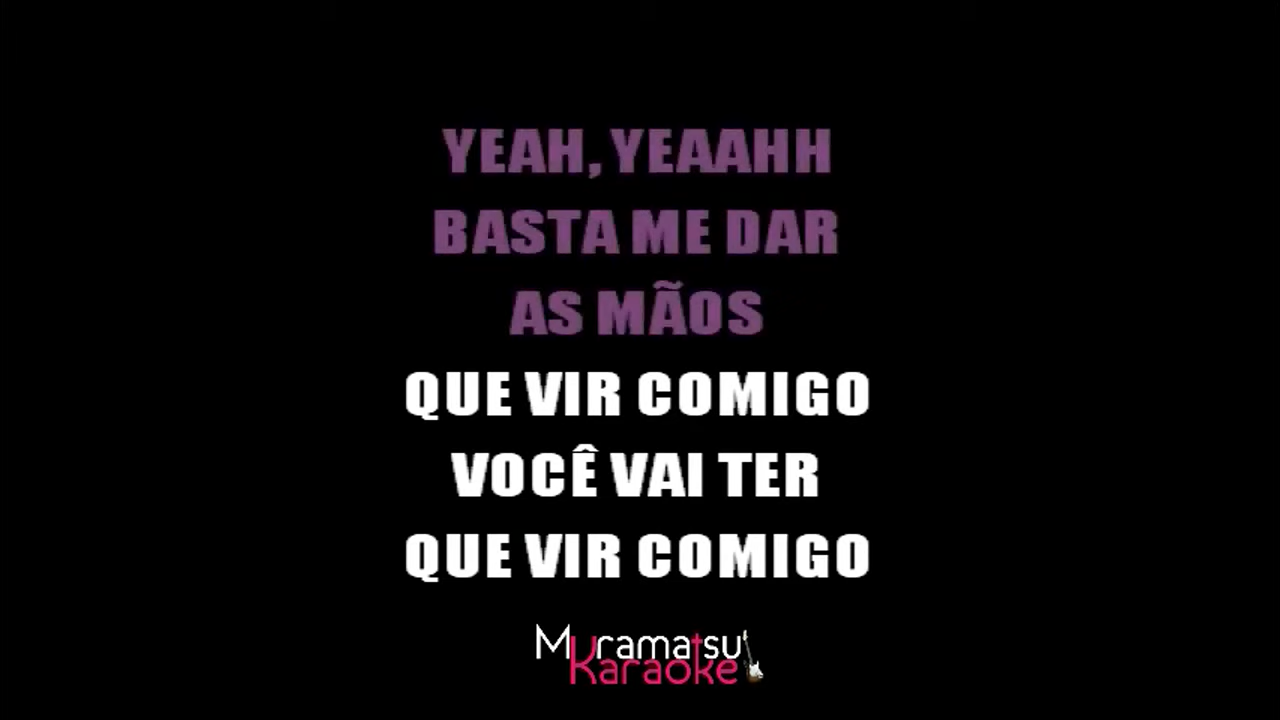 YEAH, YEAAHH
BASTA ME DAR
AS MÃOS
QUE VIR COMIGO
VOCÊ VAI TER
QUE VIR COMIGO
Muramatsu
Karaoke